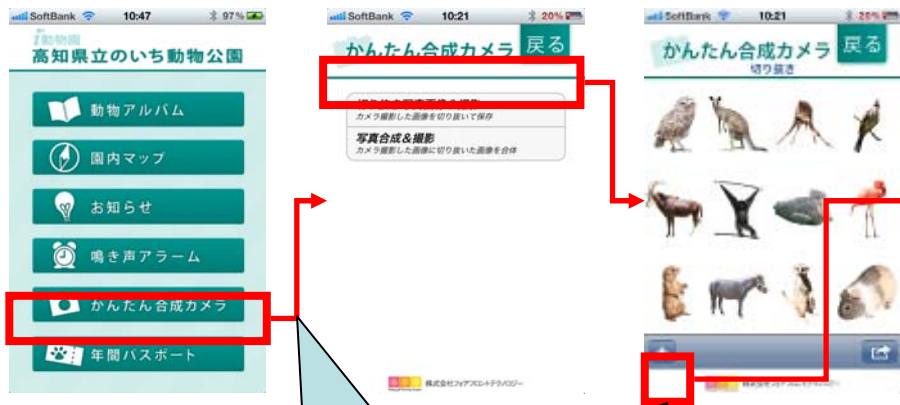 SoftBank 10:47 97%
動物園
高知県立のいち動物公園
動物アルバム
園内マップ
お知らせ
鳴き声アラーム
かんたん合成カメラ
年間パスポート
SoftBank 10:21 20%
かんたん合成カメラ
戻る
カメラ撮影した画像を切り抜いて保存
写真合成&撮影
カメラ撮影した画像に切り抜いた画像を合体
株式会社フェアフロントテクノロジー
SoftBank 10:21 20%
かんたん合成カメラ
戻る
切り抜き